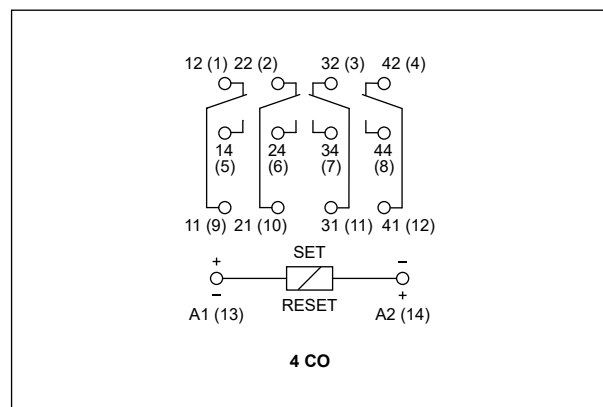 12 (1) 22 (2) 32 (3) 42 (4)
14 24 34 44
(5) (6) (7) (8)
11 (9) 21 (10) 31 (11) 41 (12)
+ SET −
− RESET +
A1 (13) A2 (14)
4 CO